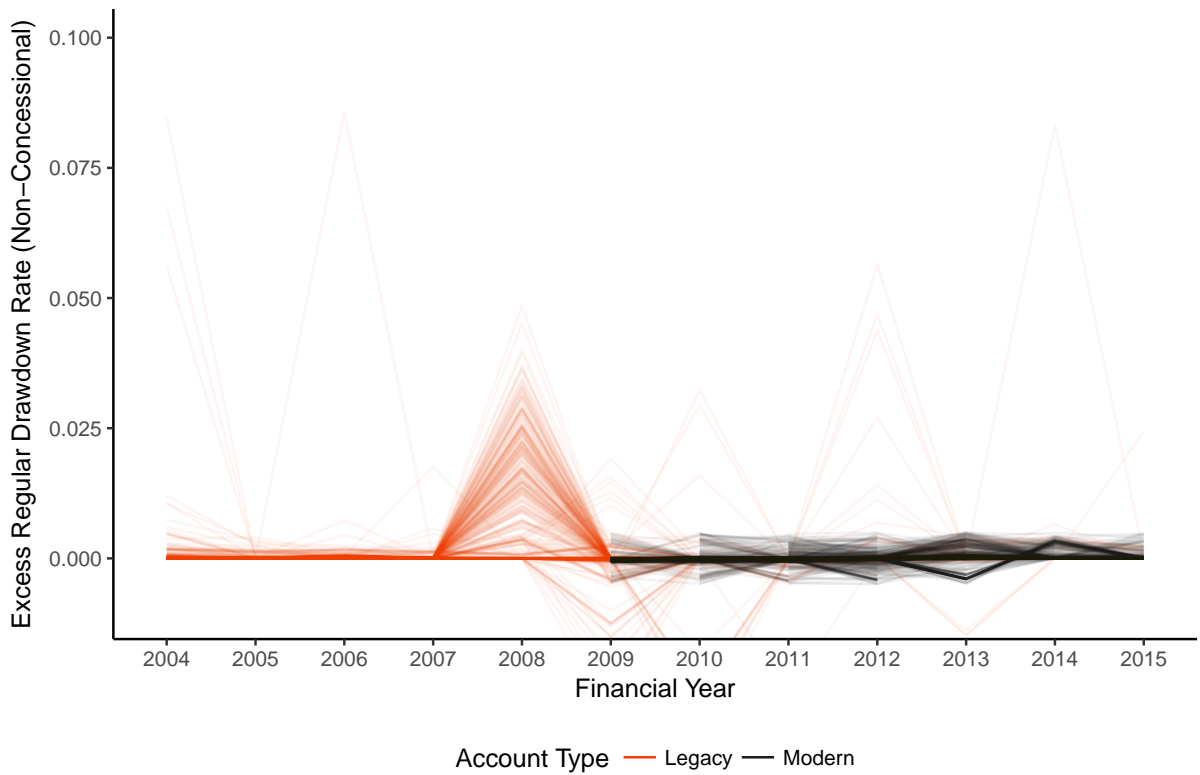 Excess Regular Drawdown Rate (Non−Concessional)
0.100
0.075
0.050
0.025
0.000
2004 2005 2006 2007 2008 2009 2010 2011 2012 2013 2014 2015
Financial Year
Account Type Legacy Modern